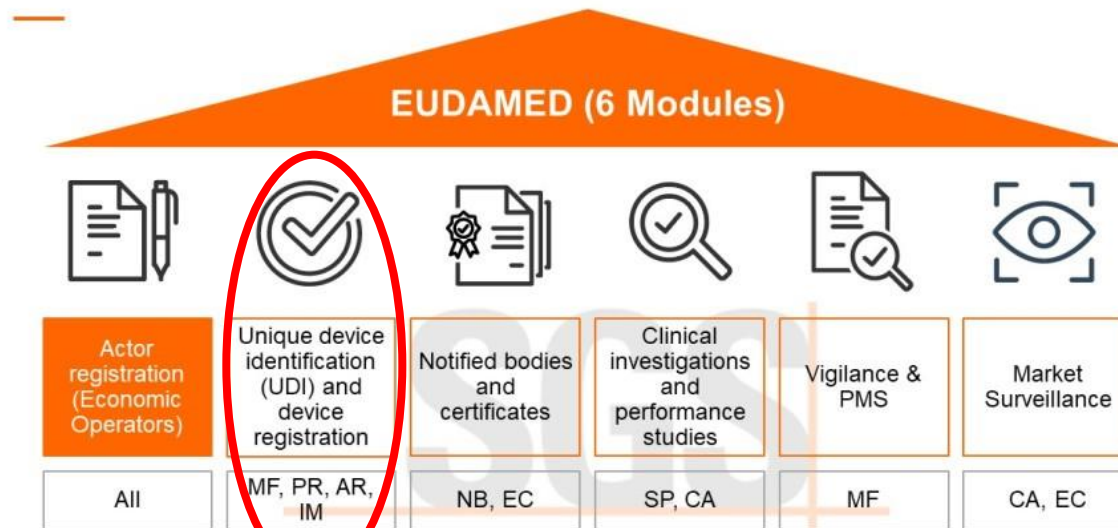 EUDAMED (6 Modules)
Actor
registration
(Economic
Operators)
Unique device
identification
(UDI) and
device
registration
Notified bodies
and
certificates
Clinical
investigations
and
performance
studies
Vigilance &
PMS
Market
Surveillance
All
MF, PR, AR,
IM
NB, EC
SP, CA
MF
CA, EC
SGS